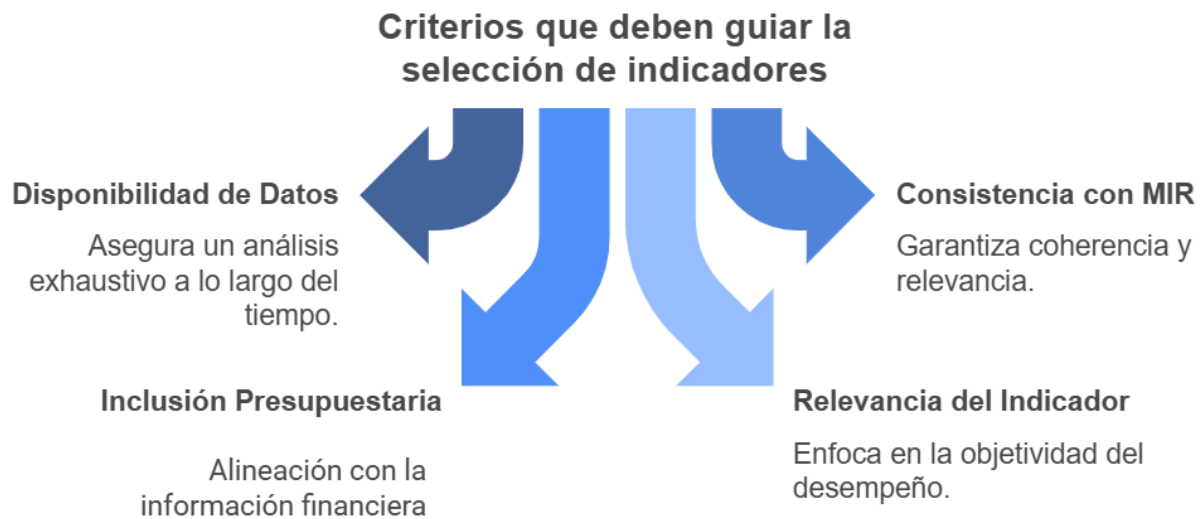 Criterios que deben guiar la
selección de indicadores
Disponibilidad de Datos
Asegura un análisis
exhaustivo a lo largo del
tiempo.
Consistencia con MIR
Garantiza coherencia y
relevancia.
Inclusión Presupuestaria
Alineación con la
información financiera
Relevancia del Indicador
Enfoca en la objetividad del
desempeño.